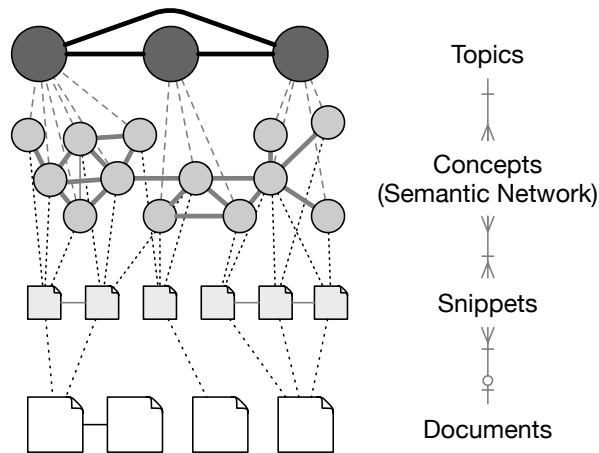 Topics
Concepts
(Semantic Network)
Snippets
Documents